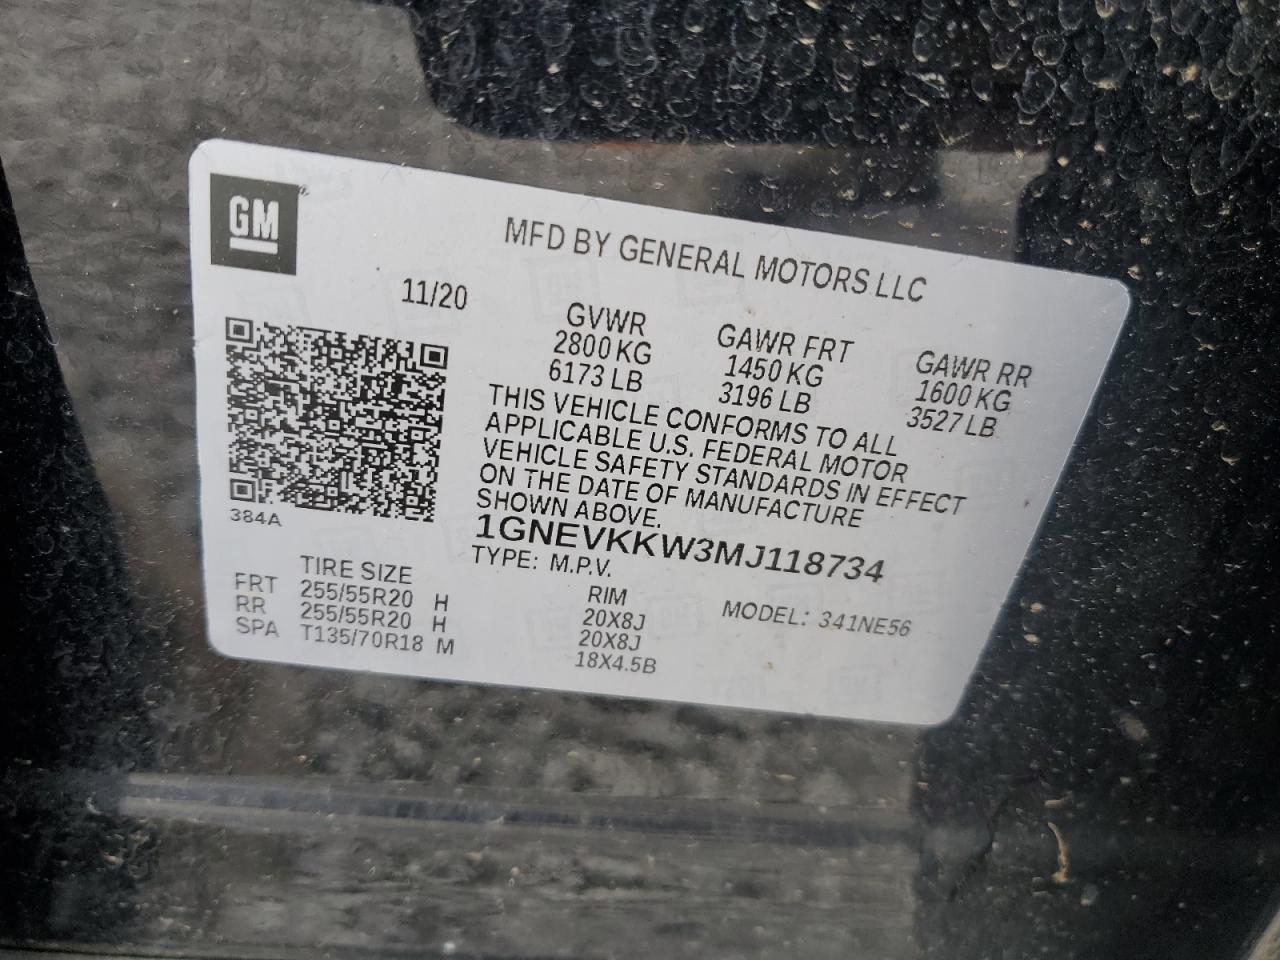 GM
MFD BY GENERAL MOTORS LLC
11/20
GVWR
2800 KG
6173 LB
GAWR FRT
1450 KG
3196 LB
GAWR RR
1600 KG
3527 LB
THIS VEHICLE CONFORMS TO ALL
APPLICABLE U.S. FEDERAL MOTOR
VEHICLE SAFETY STANDARDS IN EFFECT
ON THE DATE OF MANUFACTURE
SHOWN ABOVE.
1GNEVKKW3MJ118734
TYPE: M.P.V.
MODEL: 341NE56
384A
TIRE SIZE RIM
FRT 255/55R20 H 20X8J
RR 255/55R20 H 20X8J
SPA T135/70R18 M 18X4.5B